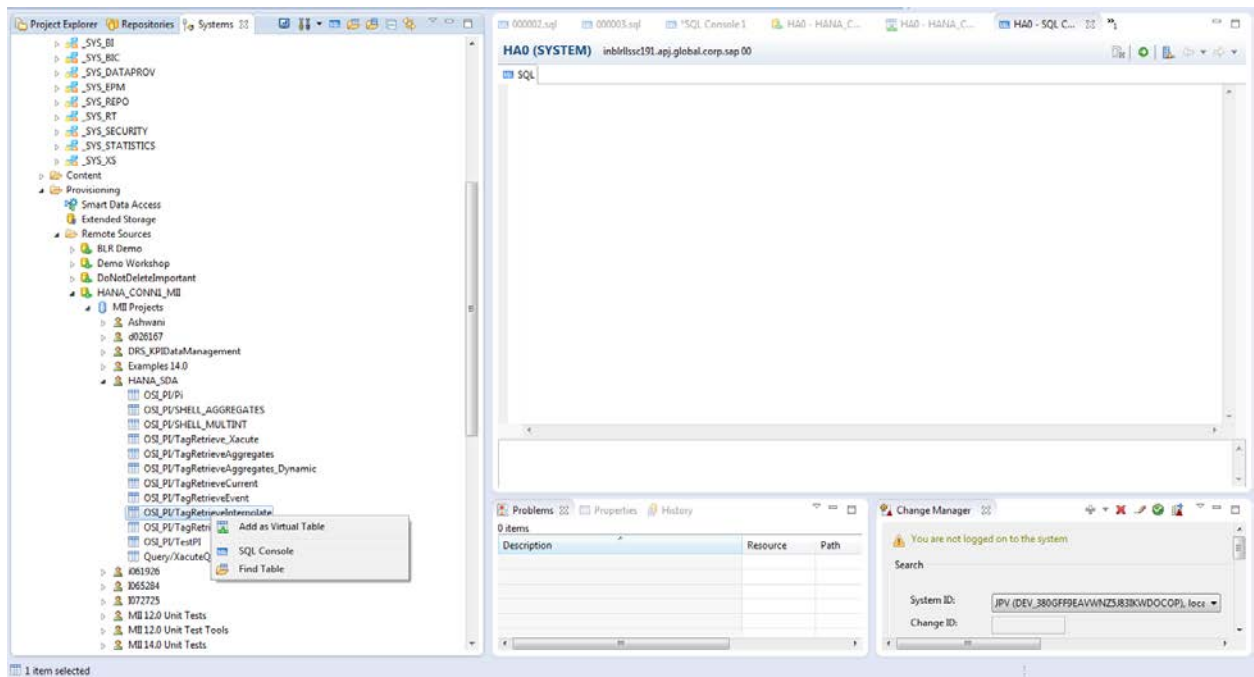 Project Explorer Repositories Systems
_SYS_BI
_SYS_BIC
_SYS_DATAPROV
_SYS_EPM
_SYS_REPO
_SYS_RT
_SYS_SECURITY
_SYS_STATISTICS
_SYS_XS
Content
Provisioning
Smart Data Access
Extended Storage
Remote Sources
BLR Demo
Demo Workshop
DoNotDeleteImportant
HANA_CONN1_MII
MII Projects
Ashwani
d026167
DRS_KPIDataManagement
Examples 14.0
HANA_SDA
OSI_PI/Pi
OSI_PI/SHELL_AGGREGATES
OSI_PI/SHELL_MULTINT
OSI_PI/TagRetrieve_Xacute
OSI_PI/TagRetrieveAggregates
OSI_PI/TagRetrieveAggregates_Dynamic
OSI_PI/TagRetrieveCurrent
OSI_PI/TagRetrieveEvent
OSI_PI/TagRetrieveInterpolate
OSI_PI/TagRetri
OSI_PI/TestPI
Query/XacuteQ
Add as Virtual Table
SQL Console
Find Table
i061926
I065284
I072725
MII 12.0 Unit Tests
MII 12.0 Unit Test Tools
MII 14.0 Unit Tests
1 item selected
000002.sql 000003.sql *SQL Console 1 HA0 - HANA_C... HA0 - HANA_C... HA0 - SQL C...
HA0 (SYSTEM) inblrllssc191.apj.global.corp.sap 00
SQL
Problems Properties History
0 items
Description Resource Path
Change Manager
You are not logged on to the system
Search
System ID:
Change ID: